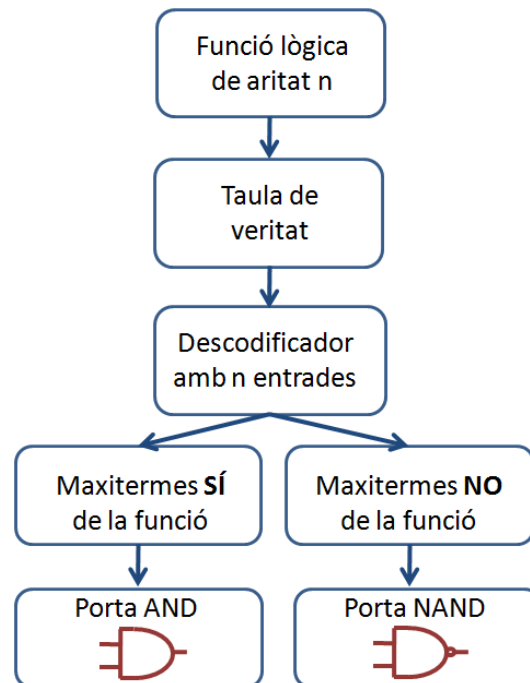 Funció lògica
de aritat n
Taula de
veritat
Descodificador
amb n entrades
Maxitermes SÍ
de la funció
Maxitermes NO
de la funció
Porta AND
Porta NAND